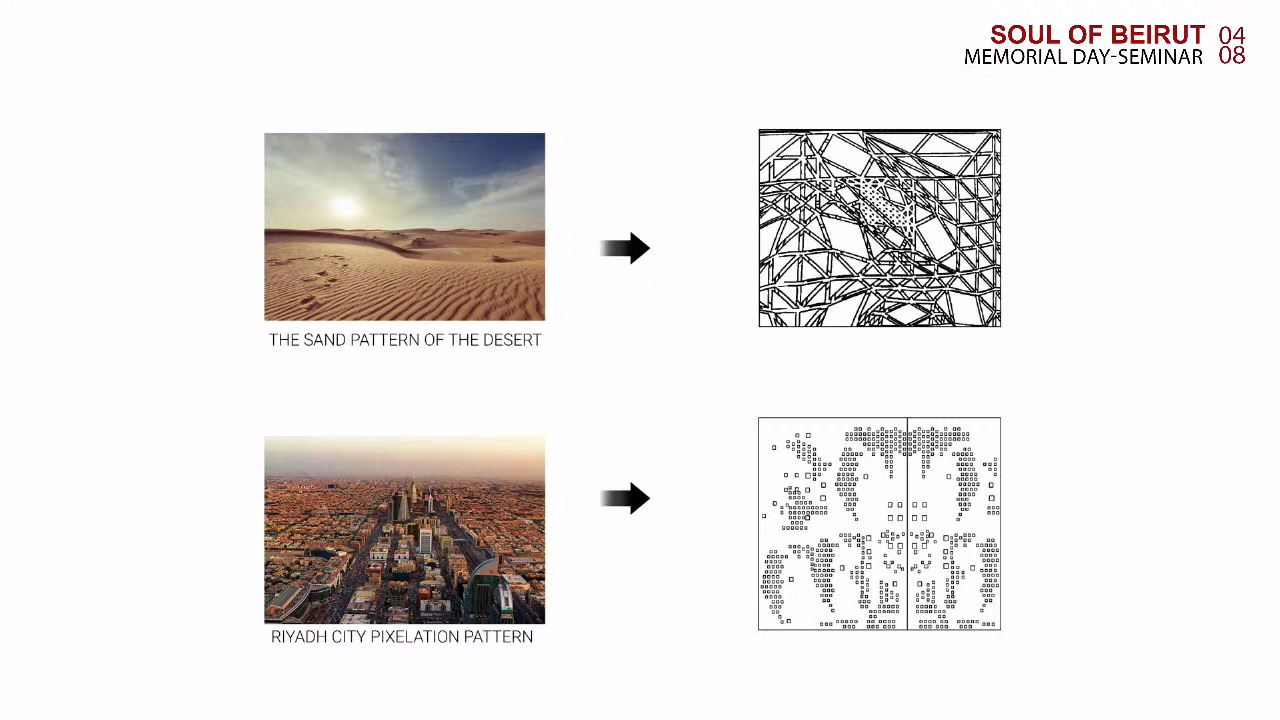 SOUL OF BEIRUT 04
MEMORIAL DAY-SEMINAR 08
THE SAND PATTERN OF THE DESERT
RIYADH CITY PIXELATION PATTERN